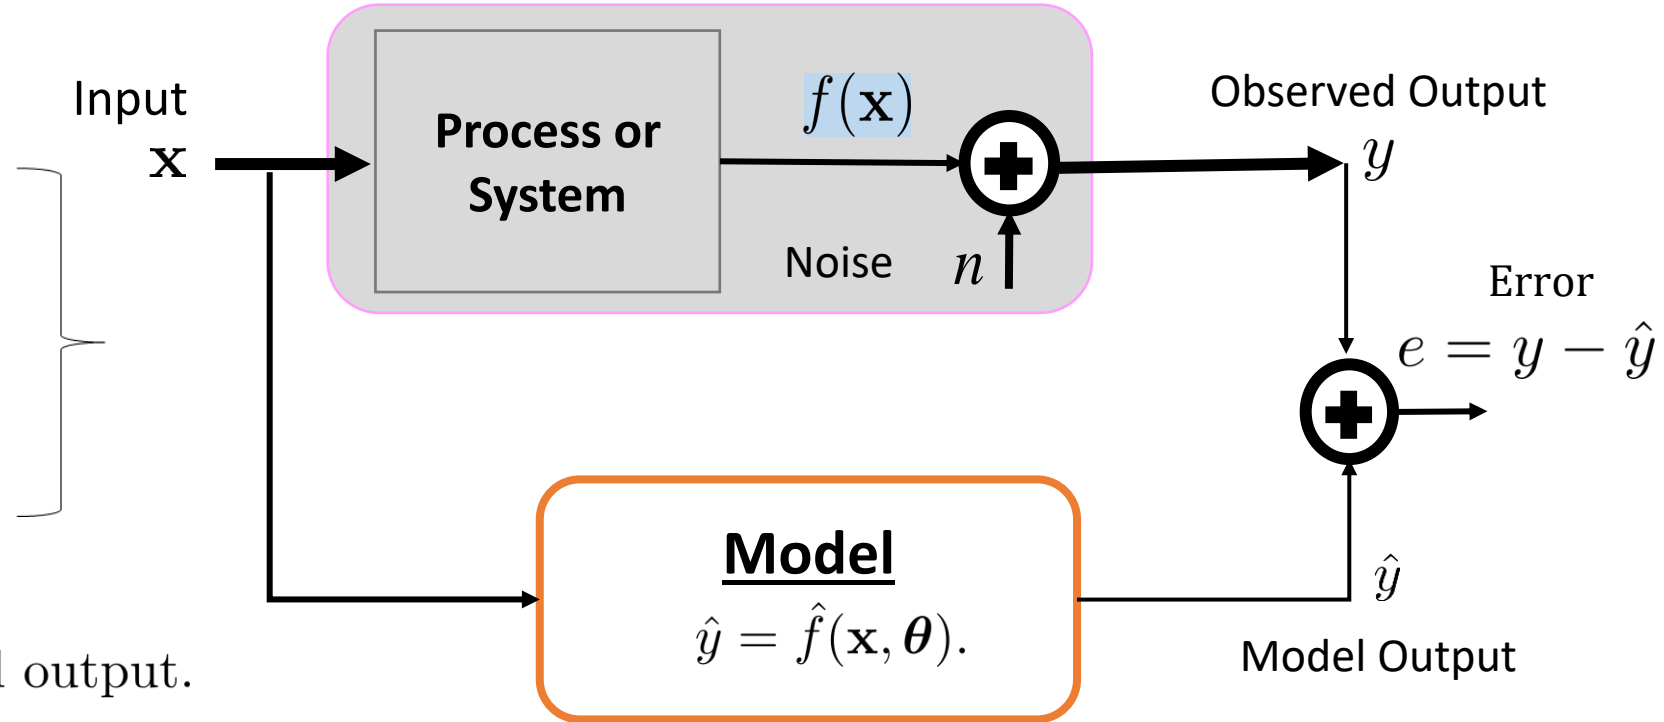 Input
𝐱
Process or
System
f(𝐱)
Noise n
Observed Output
y
Error
e = y − ŷ
Model
ŷ = f̂(𝐱, 𝜽).
ŷ
Model Output
output.